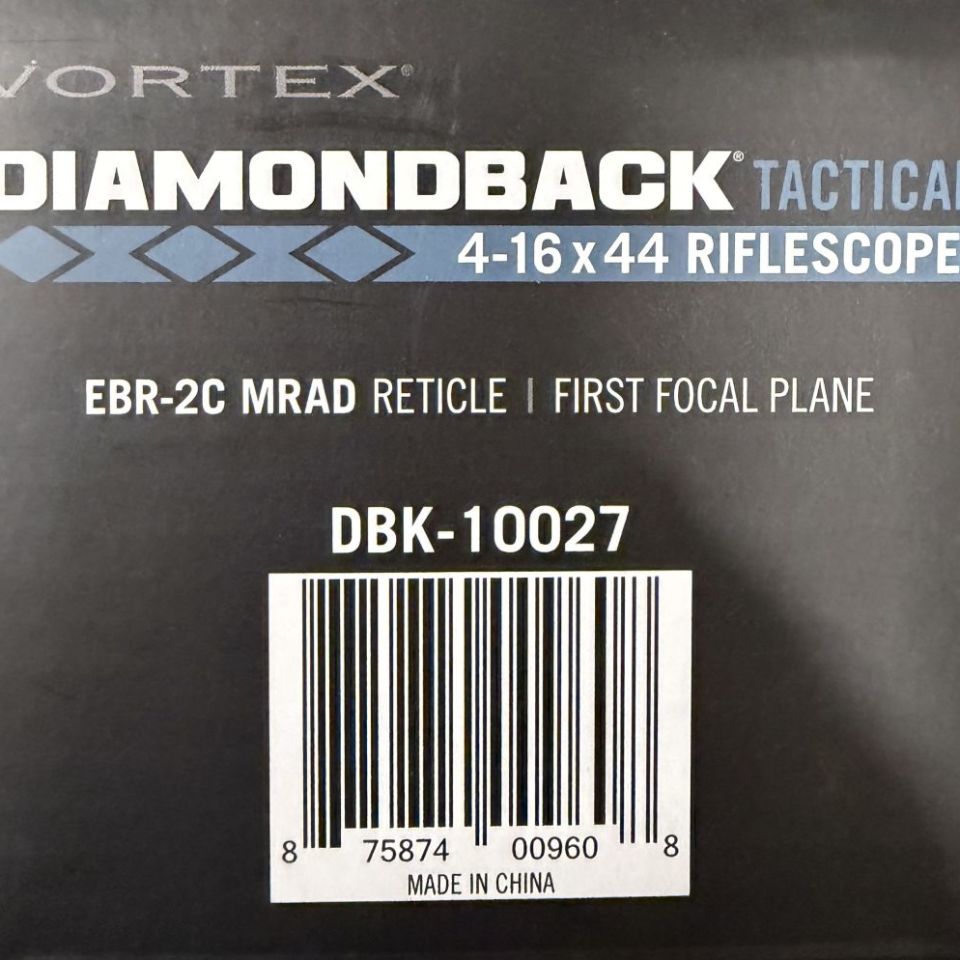 VORTEX®
DIAMONDBACK® TACTICAL
4-16 x 44 RIFLESCOPE
EBR-2C MRAD RETICLE | FIRST FOCAL PLANE
DBK-10027
8 75874 00960 8
MADE IN CHINA